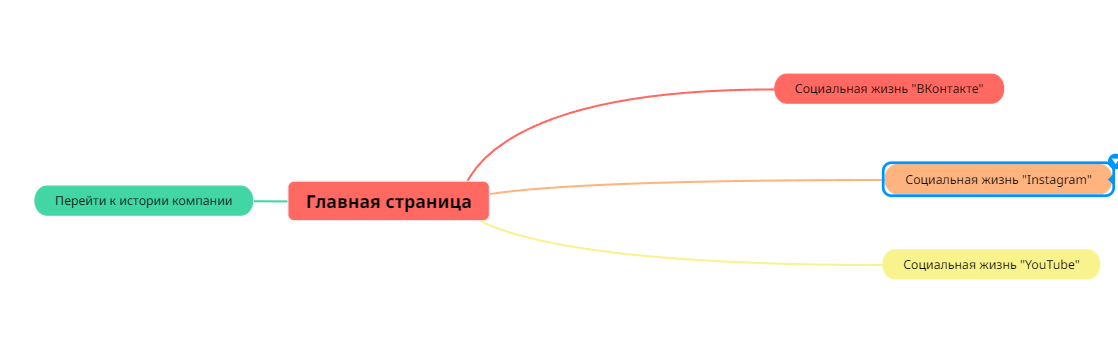 Социальная жизнь "ВКонтакте"
Социальная жизнь "Instagram"
Перейти к истории компании
Главная страница
Социальная жизнь "YouTube"